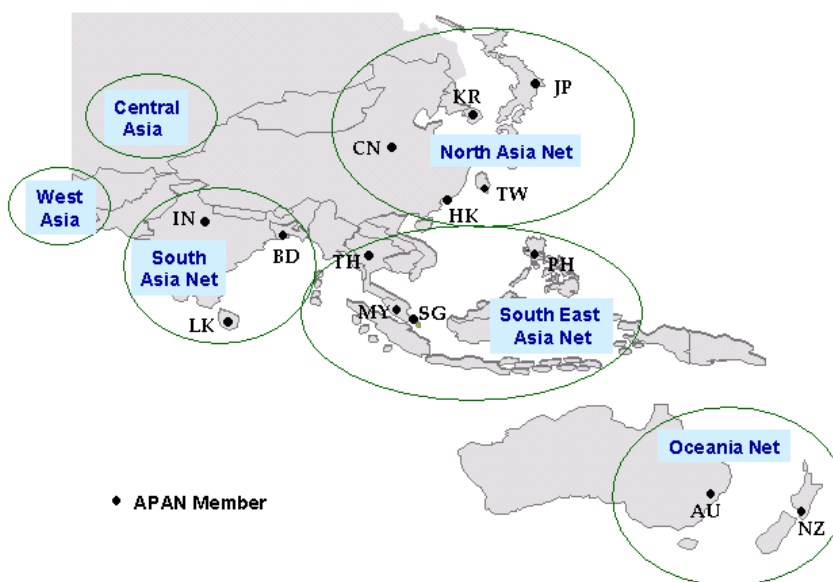 JP
KR
Central
Asia
CN
North Asia Net
West
Asia
TW
HK
IN
South
Asia Net
BD
TH
PH
MY
SG
South East
Asia Net
LK
Oceania Net
APAN Member
AU
NZ